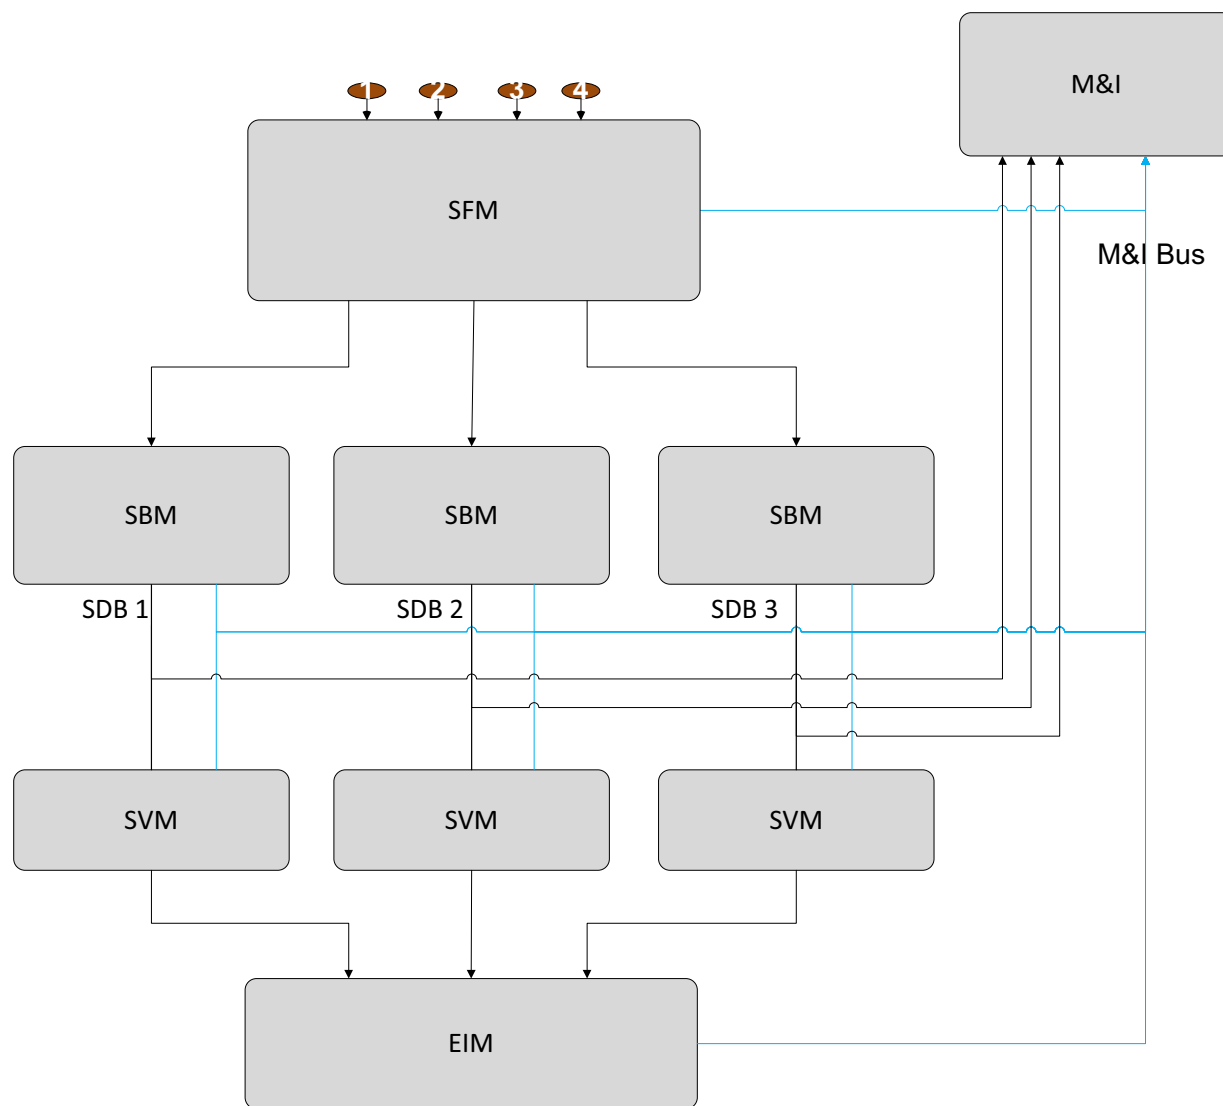 M&I
1 2 3 4
SFM
M&I Bus
SBM SBM SBM
SDB 1 SDB 2 SDB 3
SVM SVM SVM
EIM